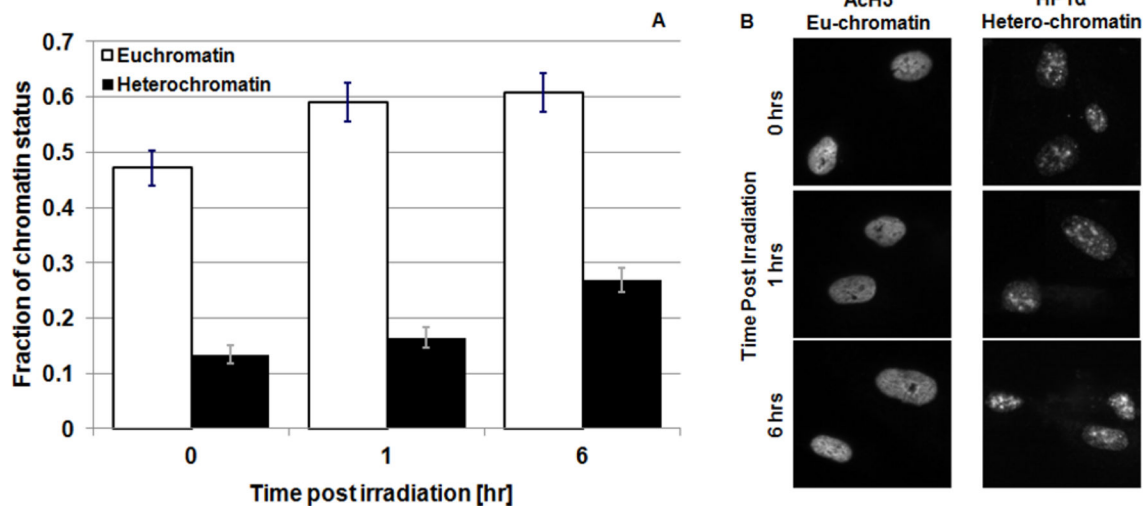 A
0.7
Euchromatin
Heterochromatin
0.6
0.5
0.4
0.3
0.2
0.1
0
0 1 6
Time post irradiation [hr]
Fraction of chromatin status
B
Eu-chromatin
Hetero-chromatin
Time Post Irradiation
0 hrs
1 hrs
6 hrs